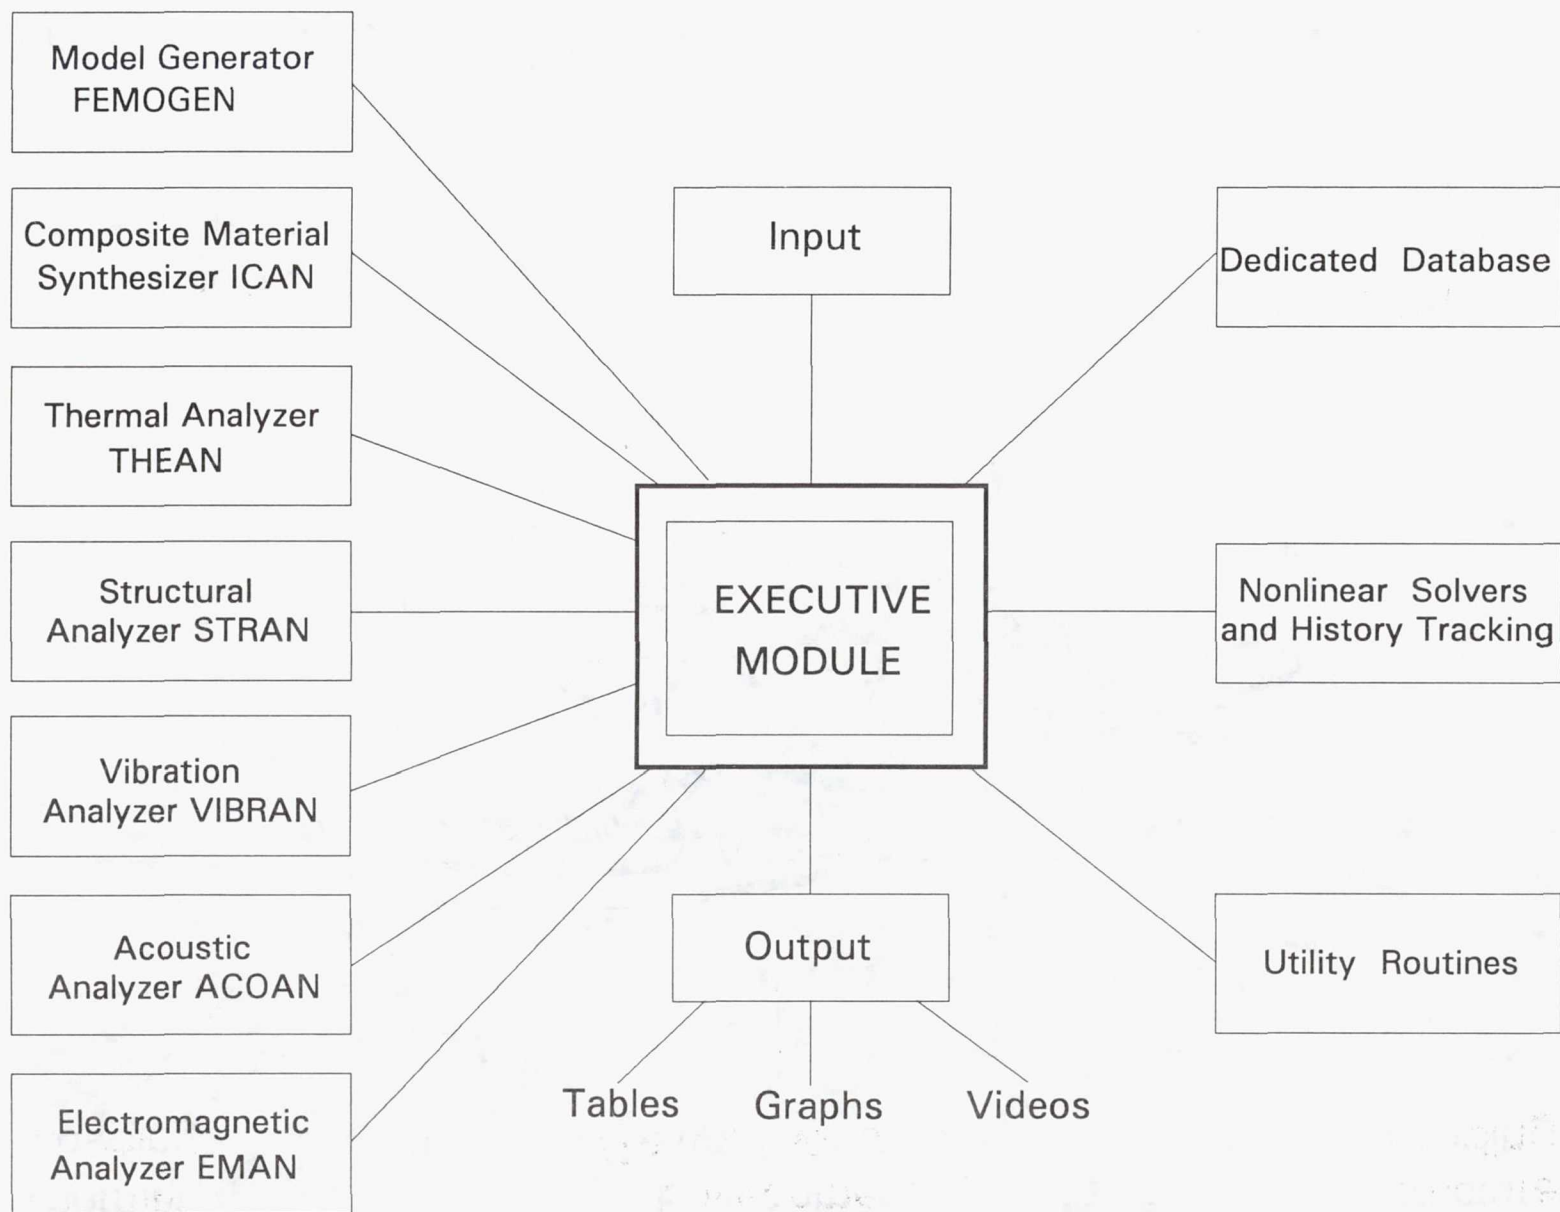 Model Generator
FEMOGEN
Composite Material
Synthesizer ICAN
Thermal Analyzer
THEAN
Structural
Analyzer STRAN
Vibration
Analyzer VIBRAN
Acoustic
Analyzer ACOAN
Electromagnetic
Analyzer EMAN
Input
EXECUTIVE
MODULE
Output
Tables
Graphs
Videos
Dedicated Database
Nonlinear Solvers
and History Tracking
Utility Routines